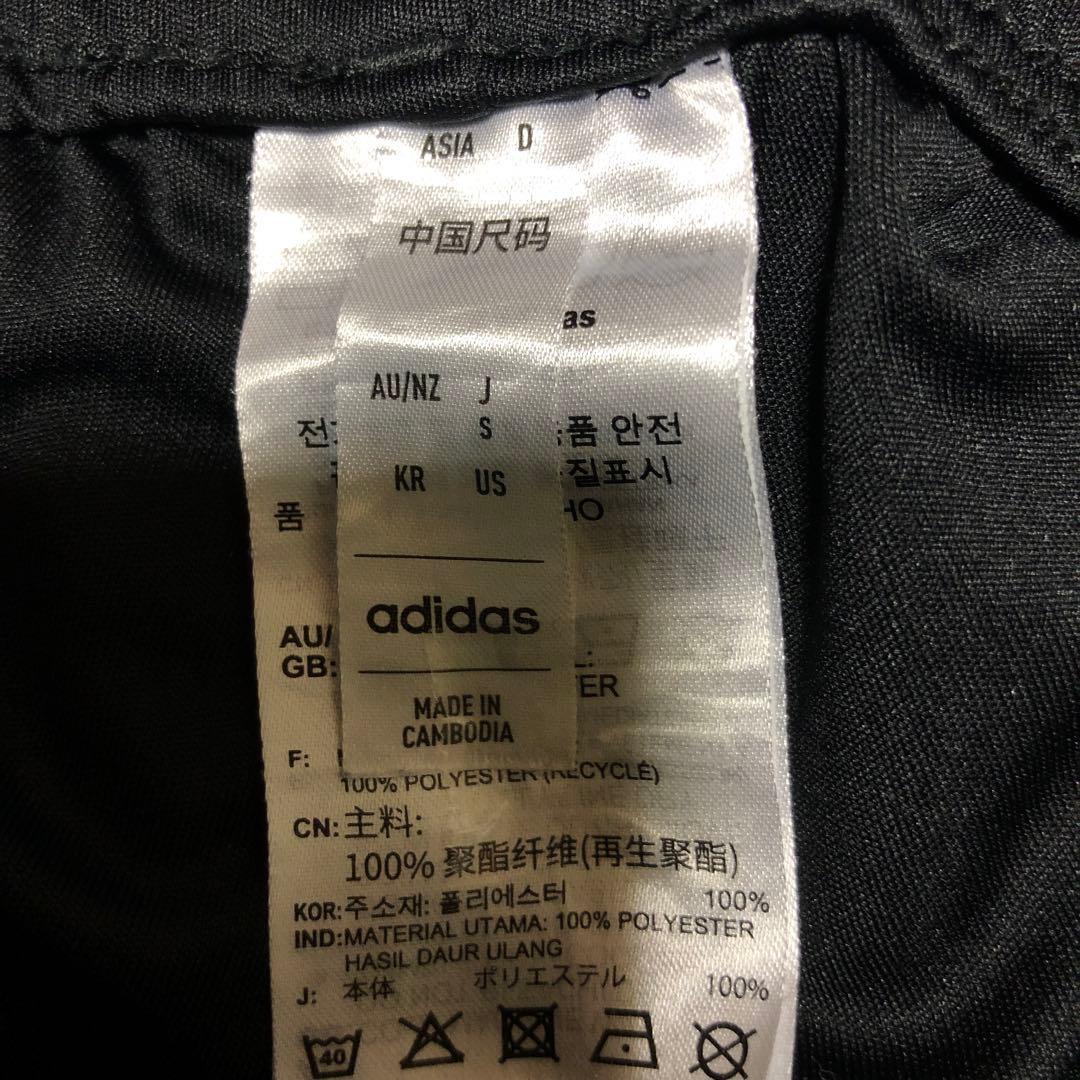 ASIA D
中国尺码
as
AU/NZ J
S
전 품 안전
KR US
질표시
품 HO
adidas
AU/
GB:
ER
MADE IN
CAMBODIA
F:
100% POLYESTER (RECYCLÉ)
CN: 主料:
100% 聚酯纤维(再生聚酯)
KOR: 주소재: 폴리에스터 100%
IND: MATERIAL UTAMA: 100% POLYESTER
HASIL DAUR ULANG
J: 本体 ポリエステル 100%
40